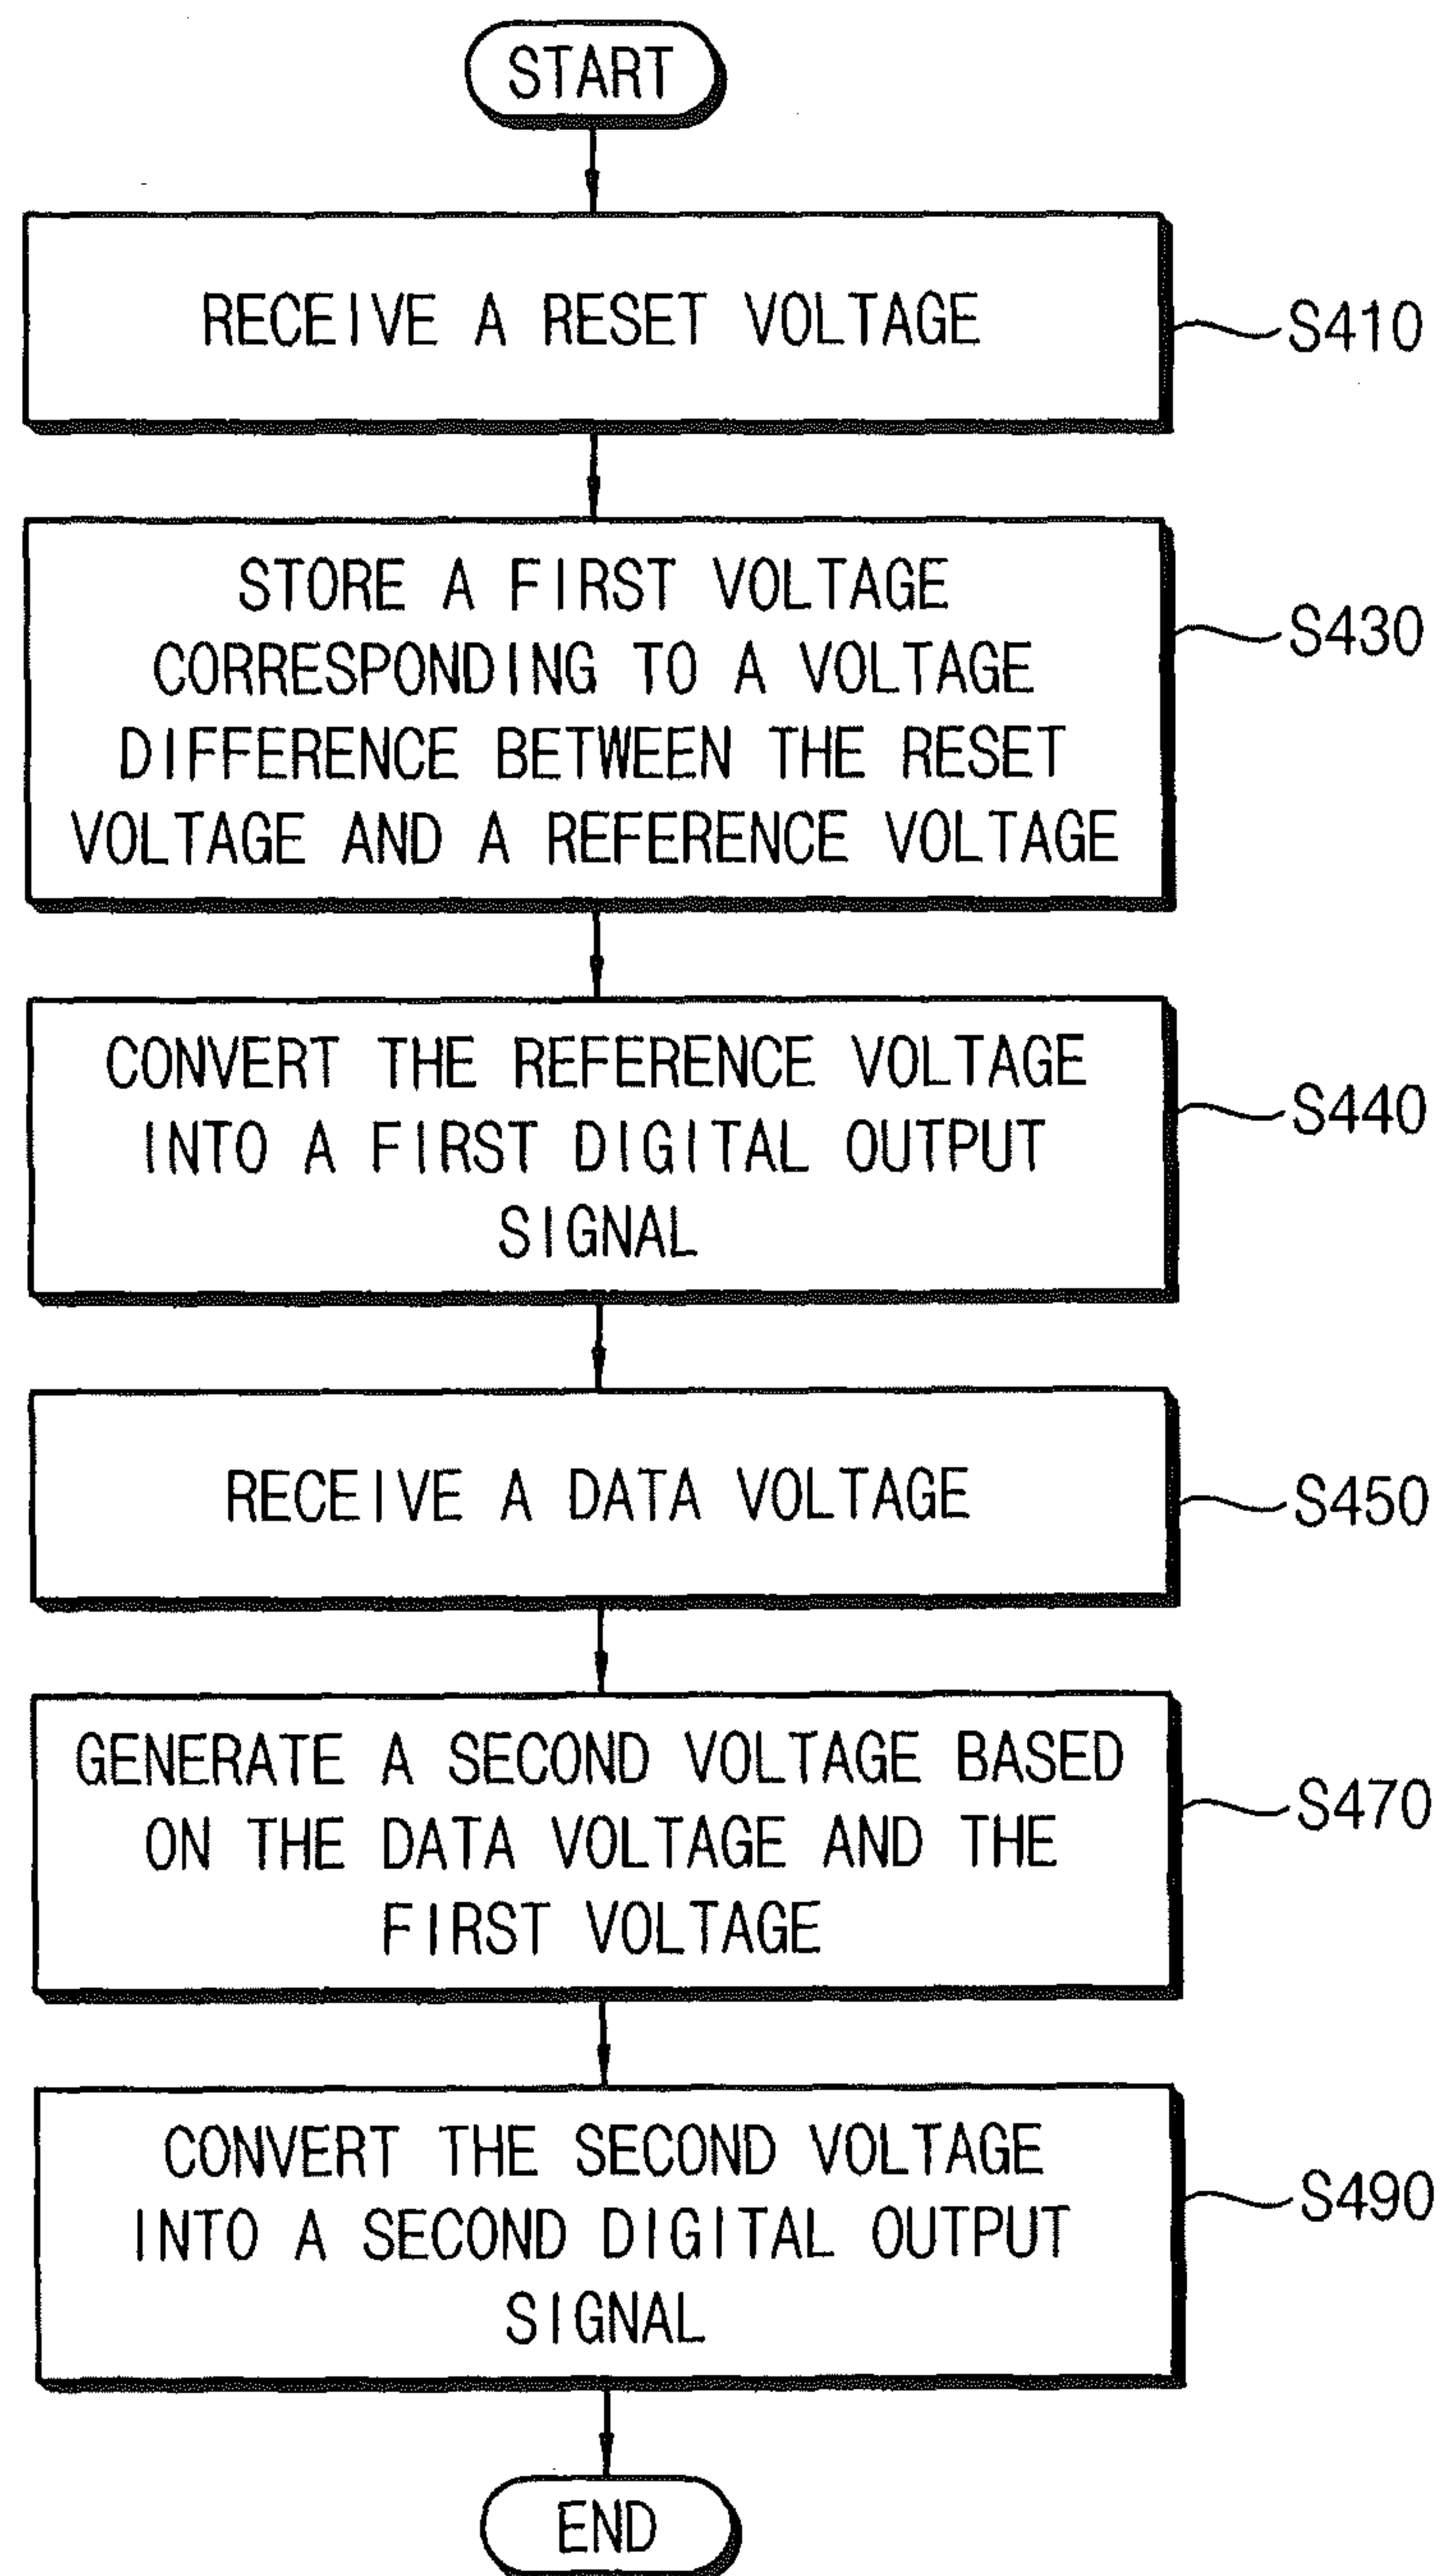 START
RECEIVE A RESET VOLTAGE
S410
STORE A FIRST VOLTAGE
CORRESPONDING TO A VOLTAGE
DIFFERENCE BETWEEN THE RESET
VOLTAGE AND A REFERENCE VOLTAGE
S430
CONVERT THE REFERENCE VOLTAGE
INTO A FIRST DIGITAL OUTPUT
SIGNAL
S440
RECEIVE A DATA VOLTAGE
S450
GENERATE A SECOND VOLTAGE BASED
ON THE DATA VOLTAGE AND THE
FIRST VOLTAGE
S470
CONVERT THE SECOND VOLTAGE
INTO A SECOND DIGITAL OUTPUT
SIGNAL
S490
END